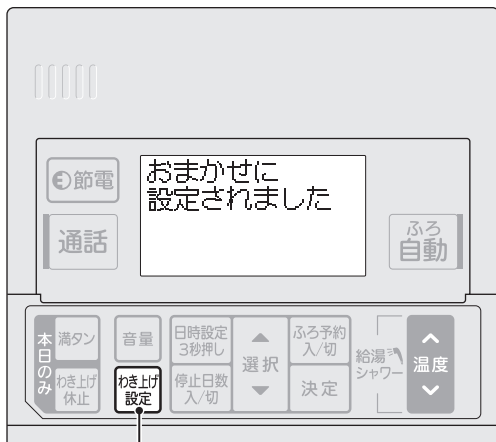 節電
おまかせに
設定されました
通話
ふろ
自動
本日のみ
満タン
わき上げ
休止
音量
わき上げ
設定
日時設定
3秒押し
停止日数
入/切
選択
ふろ予約
入/切
決定
給湯
シャワー
温度